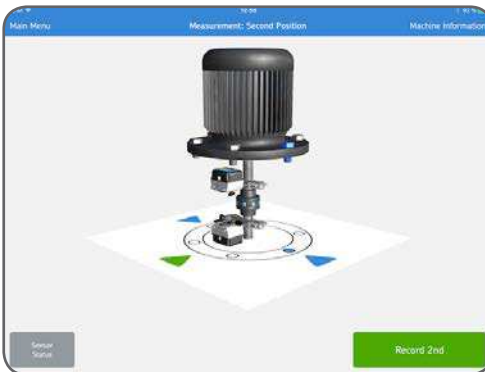 Main Menu
Measurement: Second Position
Machine Information
Sensor
Status
Record 2nd